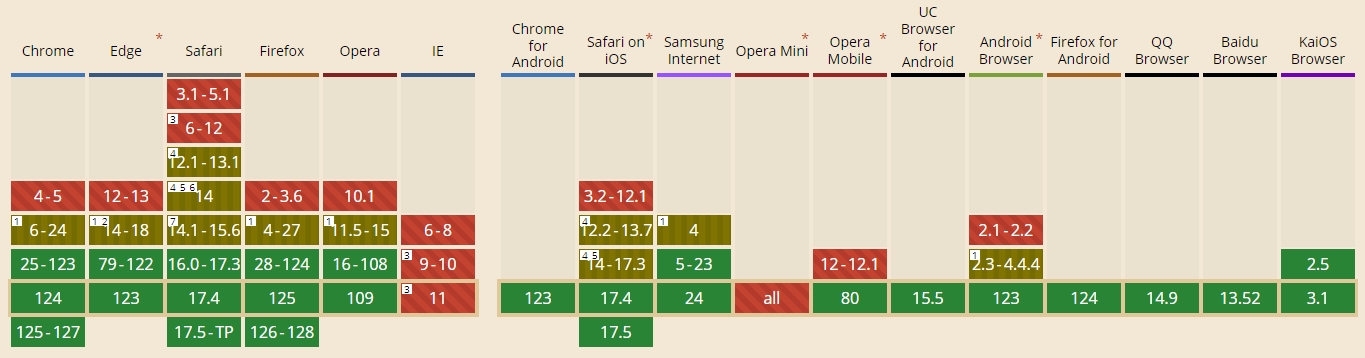 Chrome Edge * Safari Firefox Opera IE Chrome for Android Safari on * iOS Samsung Internet Opera Mini * Opera Mobile * UC Browser for Android Android * Browser Firefox for Android QQ Browser Baidu Browser KaiOS Browser
3.1-5.1
3 6-12
4 12.1-13.1
4-5 12-13 4 5 6 14 2-3.6 10.1 3.2-12.1
1 6-24 1 2 14-18 7 14.1-15.6 1 4-27 1 11.5-15 6-8 4 12.2-13.7 1 4 2.1-2.2
25-123 79-122 16.0-17.3 28-124 16-108 3 9-10 4 5 14-17.3 5-23 12-12.1 1 2.3-4.4.4 2.5
124 123 17.4 125 109 3 11 123 17.4 24 all 80 15.5 123 124 14.9 13.52 3.1
125-127 17.5-TP 126-128 17.5